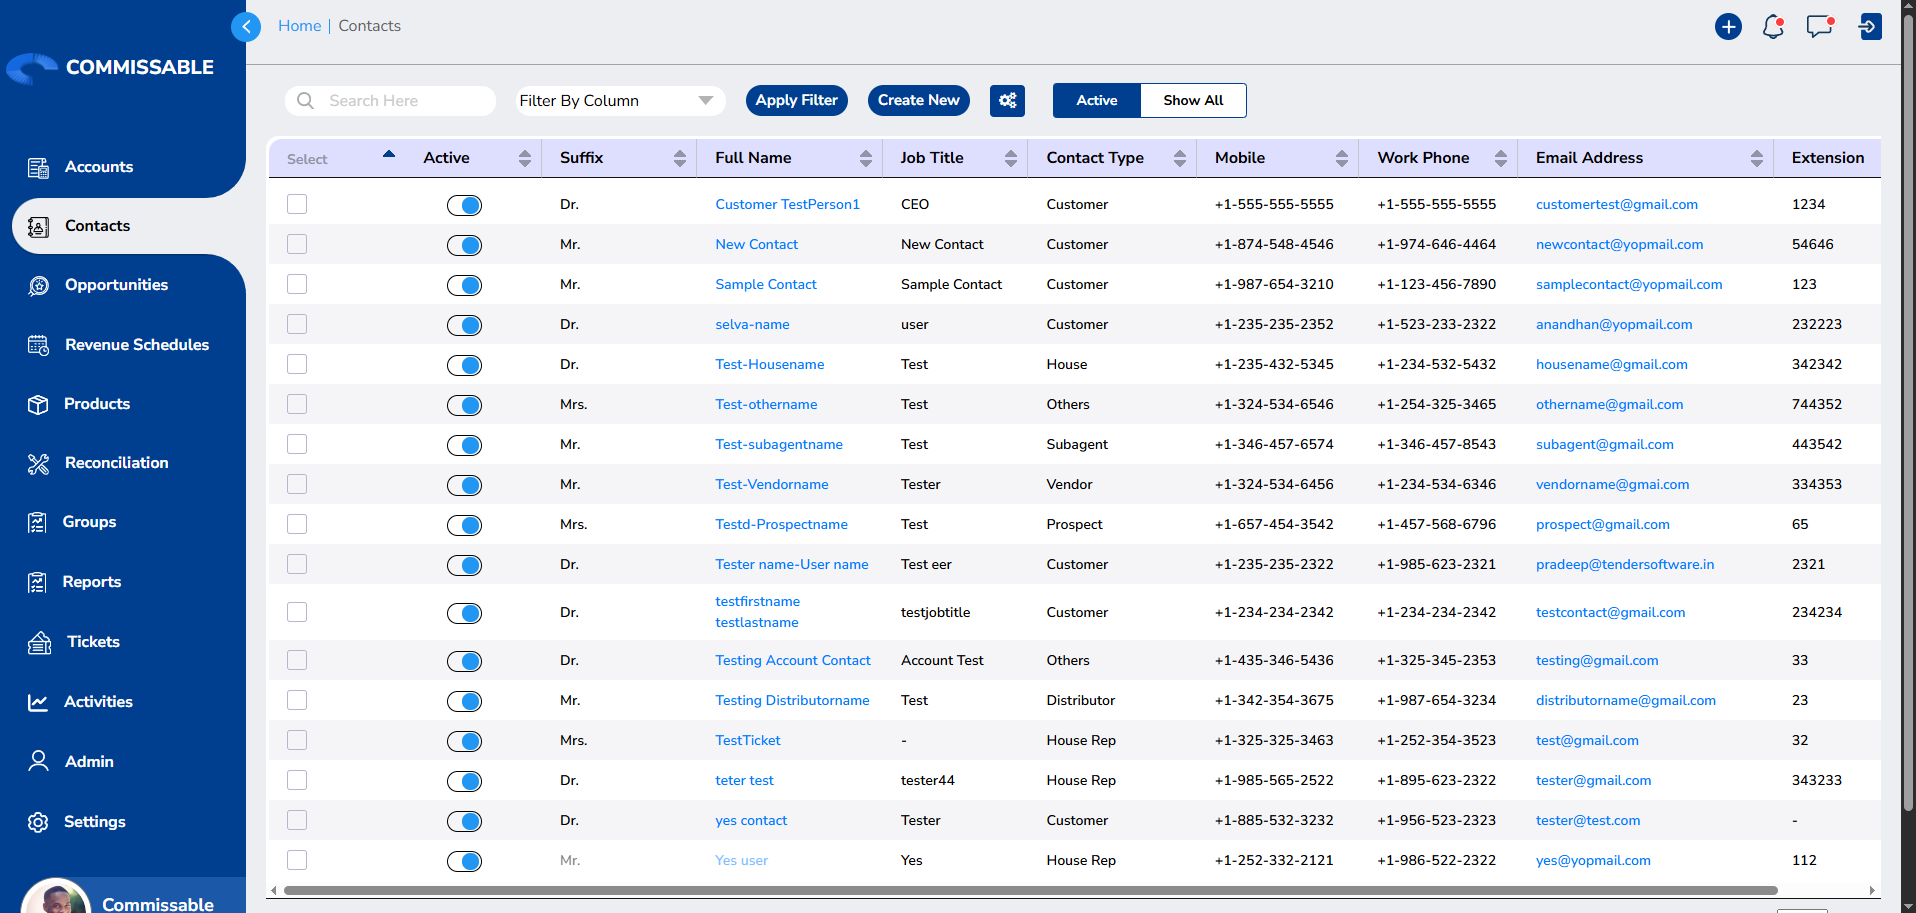 Home | Contacts
COMMISSABLE
Search Here
Filter By Column
Apply Filter
Create New
Active
Show All
Accounts
Contacts
Opportunities
Revenue Schedules
Products
Reconciliation
Groups
Reports
Tickets
Activities
Admin
Settings
Commissable
Select Active Suffix Full Name Job Title Contact Type Mobile Work Phone Email Address Extension
Dr. Customer TestPerson1 CEO Customer +1-555-555-5555 +1-555-555-5555 customertest@gmail.com 1234
Mr. New Contact New Contact Customer +1-874-548-4546 +1-974-646-4464 newcontact@yopmail.com 54646
Mr. Sample Contact Sample Contact Customer +1-987-654-3210 +1-123-456-7890 samplecontact@yopmail.com 123
Dr. selva-name user Customer +1-235-235-2352 +1-523-233-2322 anandhan@yopmail.com 232223
Dr. Test-Housename Test House +1-235-432-5345 +1-234-532-5432 housename@gmail.com 342342
Mrs. Test-othername Test Others +1-324-534-6546 +1-254-325-3465 othername@gmail.com 744352
Mr. Test-subagentname Test Subagent +1-346-457-6574 +1-346-457-8543 subagent@gmail.com 443542
Mr. Test-Vendorname Tester Vendor +1-324-534-6456 +1-234-534-6346 vendorname@gmai.com 334353
Mrs. Testd-Prospectname Test Prospect +1-657-454-3542 +1-457-568-6796 prospect@gmail.com 65
Dr. Tester name-User name Test eer Customer +1-235-235-2322 +1-985-623-2321 pradeep@tendersoftware.in 2321
Dr. testfirstname testlastname testjobtitle Customer +1-234-234-2342 +1-234-234-2342 testcontact@gmail.com 234234
Dr. Testing Account Contact Account Test Others +1-435-346-5436 +1-325-345-2353 testing@gmail.com 33
Mr. Testing Distributorname Test Distributor +1-342-354-3675 +1-987-654-3234 distributorname@gmail.com 23
Mrs. TestTicket - House Rep +1-325-325-3463 +1-252-354-3523 test@gmail.com 32
Dr. teter test tester44 House Rep +1-985-565-2522 +1-895-623-2322 tester@gmail.com 343233
Dr. yes contact Tester Customer +1-885-532-3232 +1-956-523-2323 tester@test.com -
Mr. Yes user Yes House Rep +1-252-332-2121 +1-986-522-2322 yes@yopmail.com 112